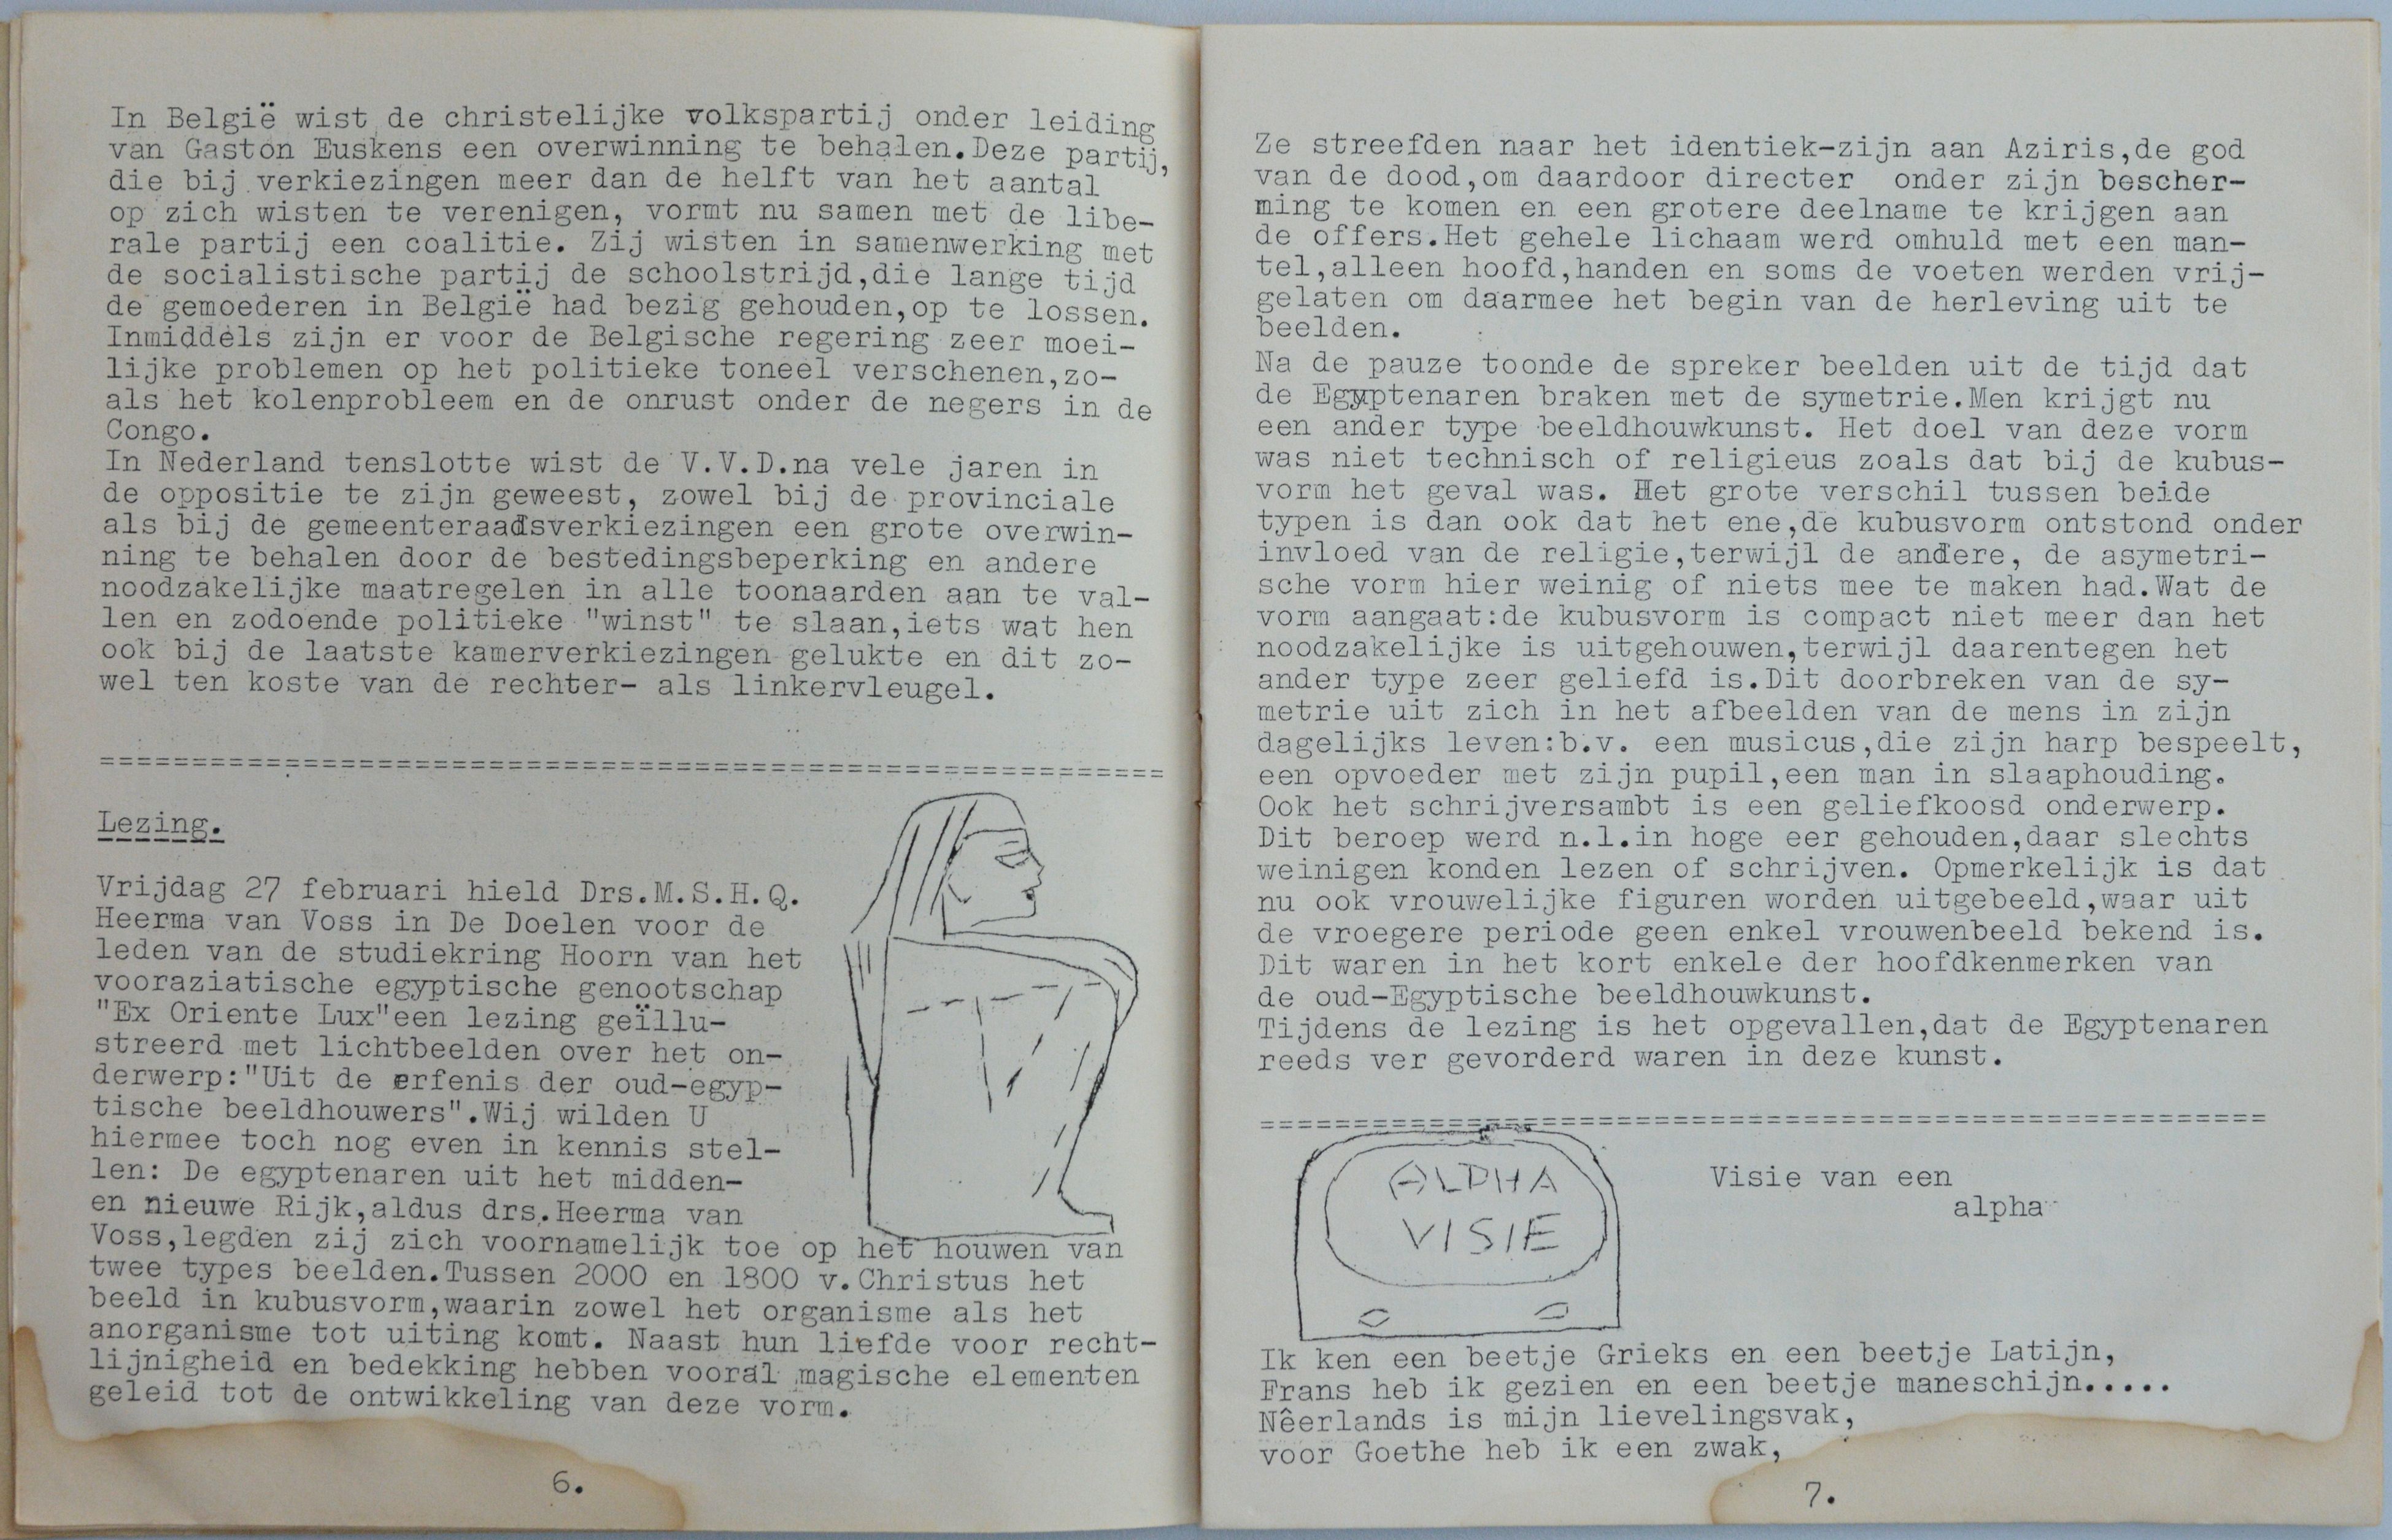 In België wist de christelijke volkspartij onder leiding
van Gaston Euskens een overwinning te behalen.Deze partij,
die bij verkiezingen meer dan de helft van het aantal
op zich wisten te verenigen, vormt nu samen met de libe-
rale partij een coalitie. Zij wisten in samenwerking met
de socialistische partij de schoolstrijd,die lange tijd
de gemoederen in België had bezig gehouden,op te lossen.
Inmiddels zijn er voor de Belgische regering zeer moei-
lijke problemen op het politieke toneel verschenen,zo-
als het kolenprobleem en de onrust onder de negers in de
Congo.
In Nederland tenslotte wist de V.V.D.na vele jaren in
de oppositie te zijn geweest, zowel bij de provinciale
als bij de gemeenteraadsverkiezingen een grote overwin-
ning te behalen door de bestedingsbeperking en andere
noodzakelijke maatregelen in alle toonaarden aan te val-
len en zodoende politieke "winst" te slaan,iets wat hen
ook bij de laatste kamerverkiezingen gelukte en dit zo-
wel ten koste van de rechter- als linkervleugel.
=========================================================
Lezing.
Vrijdag 27 februari hield Drs.M.S.H.Q.
Heerma van Voss in De Doelen voor de
leden van de studiekring Hoorn van het
vooraziatische egyptische genootschap
"Ex Oriente Lux"een lezing geïllu-
streerd met lichtbeelden over het on-
derwerp:"Uit de erfenis der oud-egyp-
tische beeldhouwers".Wij wilden U
hiermee toch nog even in kennis stel-
len: De egyptenaren uit het midden-
en nieuwe Rijk,aldus drs.Heerma van
Voss,legden zij zich voornamelijk toe op het houwen van
twee types beelden.Tussen 2000 en 1800 v.Christus het
beeld in kubusvorm,waarin zowel het organisme als het
anorganisme tot uiting komt. Naast hun liefde voor recht-
lijnigheid en bedekking hebben vooral magische elementen
geleid tot de ontwikkeling van deze vorm.
6.
Ze streefden naar het identiek-zijn aan Aziris,de god
van de dood,om daardoor directer onder zijn bescher-
ming te komen en een grotere deelname te krijgen aan
de offers.Het gehele lichaam werd omhuld met een man-
tel,alleen hoofd,handen en soms de voeten werden vrij-
gelaten om daarmee het begin van de herleving uit te
beelden.
Na de pauze toonde de spreker beelden uit de tijd dat
de Egyptenaren braken met de symetrie.Men krijgt nu
een ander type beeldhouwkunst. Het doel van deze vorm
was niet technisch of religieus zoals dat bij de kubus-
vorm het geval was. Het grote verschil tussen beide
typen is dan ook dat het ene,de kubusvorm ontstond onder
invloed van de religie,terwijl de andere, de asymetri-
sche vorm hier weinig of niets mee te maken had.Wat de
vorm aangaat:de kubusvorm is compact niet meer dan het
noodzakelijke is uitgehouwen,terwijl daarentegen het
ander type zeer geliefd is.Dit doorbreken van de sy-
metrie uit zich in het afbeelden van de mens in zijn
dagelijks leven:b.v. een musicus,die zijn harp bespeelt,
een opvoeder met zijn pupil,een man in slaaphouding.
Ook het schrijversambt is een geliefkoosd onderwerp.
Dit beroep werd n.l.in hoge eer gehouden,daar slechts
weinigen konden lezen of schrijven. Opmerkelijk is dat
nu ook vrouwelijke figuren worden uitgebeeld,waar uit
de vroegere periode geen enkel vrouwenbeeld bekend is.
Dit waren in het kort enkele der hoofdkenmerken van
de oud-Egyptische beeldhouwkunst.
Tijdens de lezing is het opgevallen,dat de Egyptenaren
reeds ver gevorderd waren in deze kunst.
======================================================
ALPHA
VISIE
Visie van een
alpha
Ik ken een beetje Grieks en een beetje Latijn,
Frans heb ik gezien en een beetje maneschijn.....
Nêerlands is mijn lievelingsvak,
voor Goethe heb ik een zwak,
7.